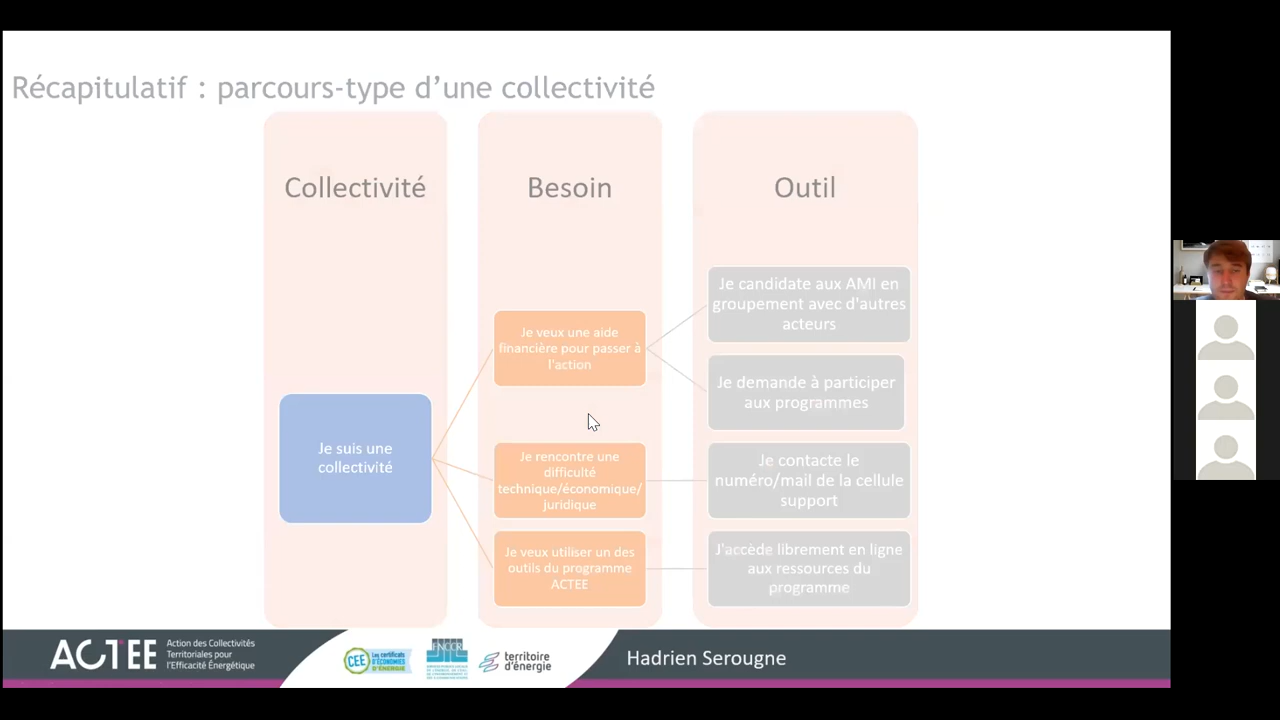 Récapitulatif : parcours-type d’une collectivité
Collectivité
Besoin
Outil
Je suis une
collectivité
Je veux une aide
financière pour passer à
l'action
Je rencontre une
difficulté
technique/économique/
juridique
Je veux utiliser un des
outils du programme
ACTEE
Je candidate aux AMI en
groupement avec d'autres
acteurs
Je demande à participer
aux programmes
Je contacte le
numéro/mail de la cellule
support
J'accède librement en ligne
aux ressources du
programme
ACTEE
Action des Collectivités
Territoriales pour
l'Efficacité Énergétique
CEE
Les certificats
D'ÉCONOMIES
D'ÉNERGIE
FNCCR
territoire
d'énergie
Hadrien Serougne